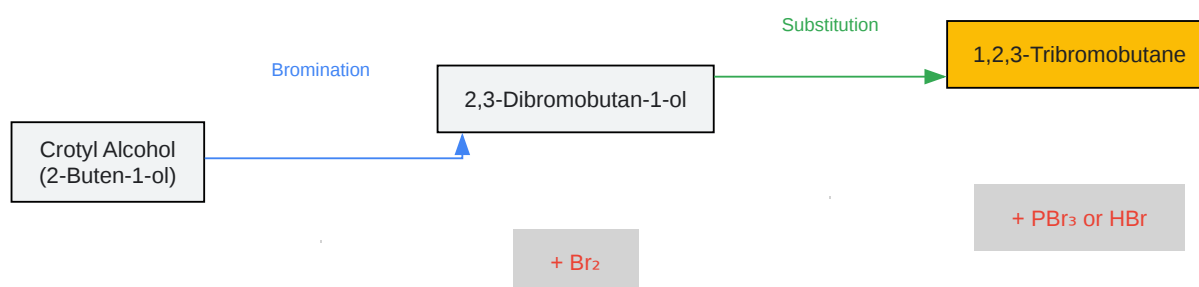 Substitution
1,2,3-Tribromobutane
Bromination
2,3-Dibromobutan-1-ol
Crotyl Alcohol
(2-Buten-1-ol)
+ PBr₃ or HBr
+ Br₂